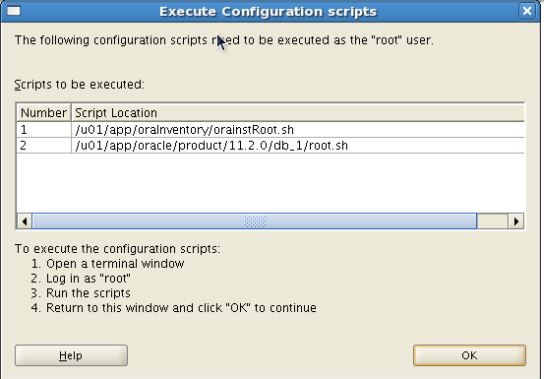 Execute Configuration scripts
The following configuration scripts need to be executed as the "root" user.
Scripts to be executed:
Number Script Location
1 /u01/app/oraInventory/orainstRoot.sh
2 /u01/app/oracle/product/11.2.0/db_1/root.sh
To execute the configuration scripts:
1. Open a terminal window
2. Log in as "root"
3. Run the scripts
4. Return to this window and click "OK" to continue
Help OK